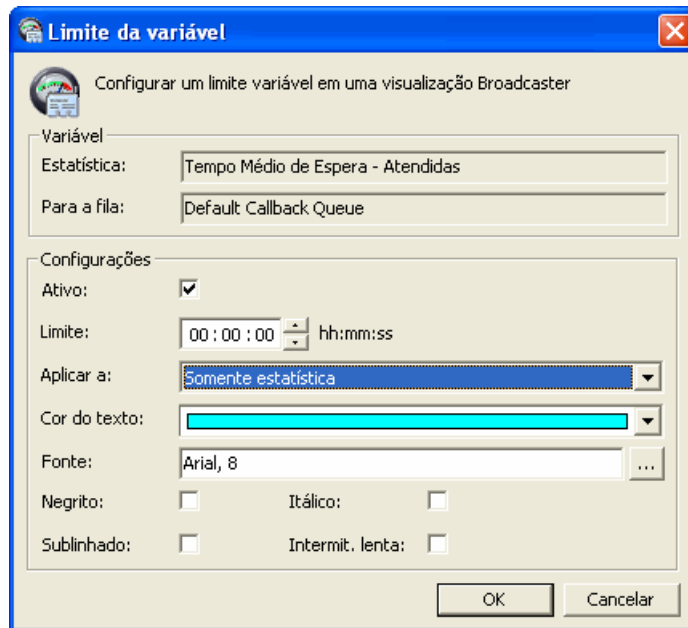 Limite da variável
Configurar um limite variável em uma visualização Broadcaster
Variável
Estatística: Tempo Médio de Espera - Atendidas
Para a fila: Default Callback Queue
Configurações
Ativo:
Limite: 00:00:00 hh:mm:ss
Aplicar a: Somente estatística
Cor do texto:
Fonte: Arial, 8 ...
Negrito: Itálico:
Sublinhado: Intermit. lenta:
OK Cancelar